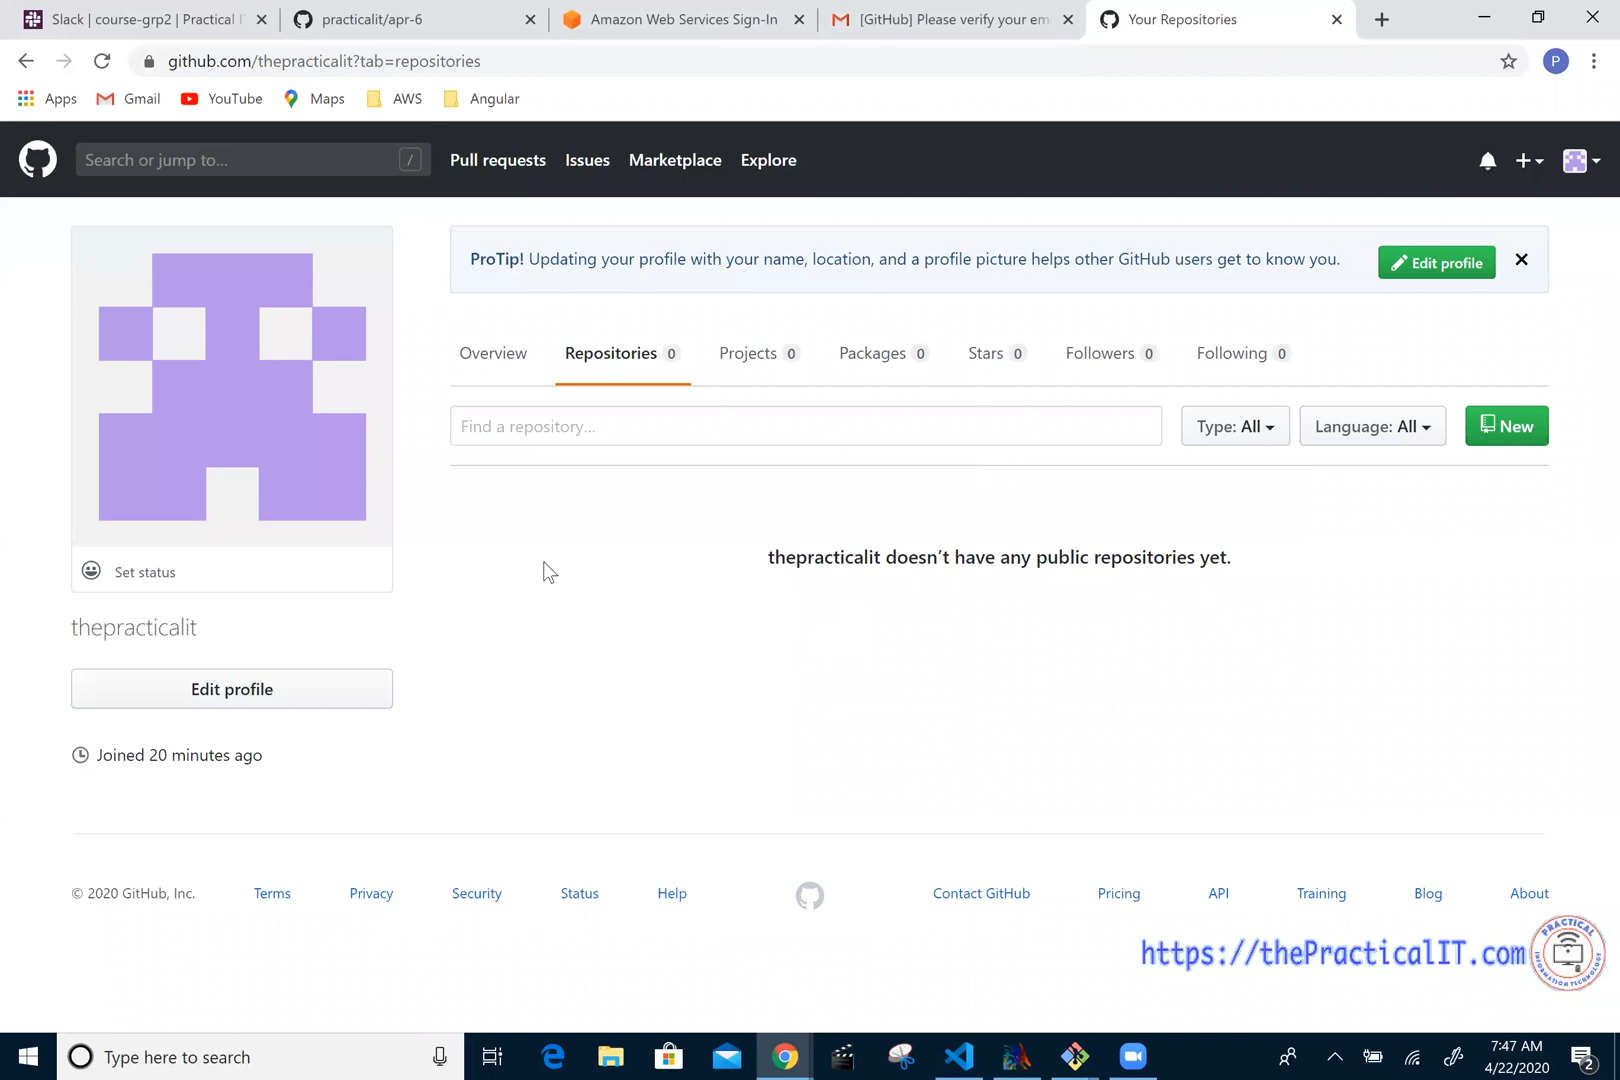 Slack | course-grp2 | Practical I
practicalit/apr-6
Amazon Web Services Sign-In
[GitHub] Please verify your em
Your Repositories
github.com/thepracticalit?tab=repositories
P
Apps
Gmail
YouTube
Maps
AWS
Angular
Search or jump to...
/
Pull requests
Issues
Marketplace
Explore
ProTip! Updating your profile with your name, location, and a profile picture helps other GitHub users get to know you.
Edit profile
Overview
Repositories 0
Projects 0
Packages 0
Stars 0
Followers 0
Following 0
Find a repository...
Type: All
Language: All
New
thepracticalit doesn’t have any public repositories yet.
Set status
thepracticalit
Edit profile
Joined 20 minutes ago
© 2020 GitHub, Inc.
Terms
Privacy
Security
Status
Help
Contact GitHub
Pricing
API
Training
Blog
About
https://thePracticalIT.com
PRACTICAL
INFORMATION TECHNOLOGY
Type here to search
7:47 AM
4/22/2020
2